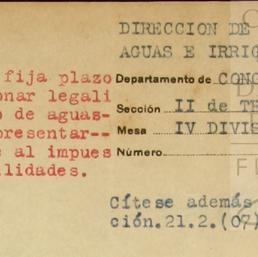 DIRECCION DE
AGUAS E IRRIG
fija plazo
onar legali
o de aguas-
presentar--
s al impues
lidades.
Departamento de CONC
Sección II de TE
Mesa IV DIVIS
Número
Cítese además
ción.21.2.(07)